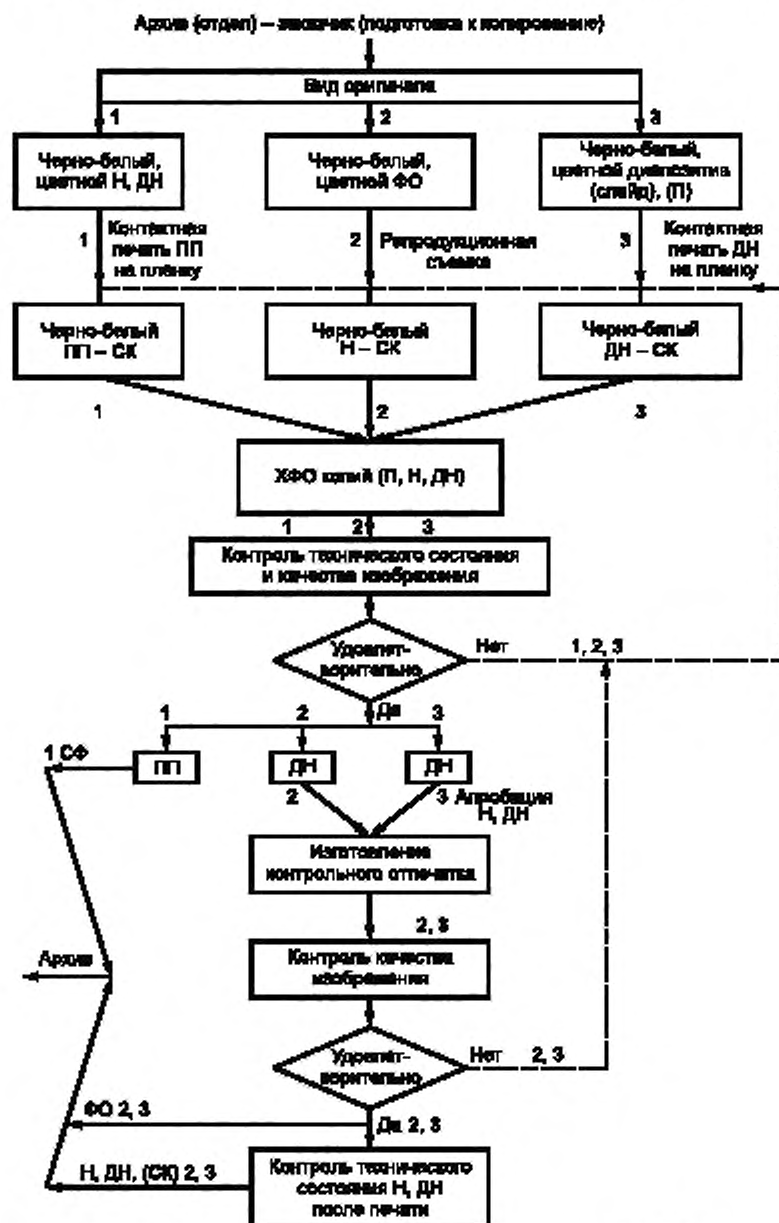 Архив (отдел) – заказчик (подготовка к копированию)
Вид оригинала
1
2
3
Черно-белый,
цветной Н, ДН
Черно-белый,
цветной ФО
Черно-белый,
цветной диапозитив
(слайд), (П)
1
Контактная
печать ПП
на пленку
2
Репродукционная
съемка
3
Контактная
печать ДН
на пленку
Черно-белый
ПП – СК
Черно-белый
Н – СК
Черно-белый
ДН – СК
1
2
3
ХФО копий (П, Н, ДН)
1
2
3
Контроль технического состояния
и качества изображения
Удовлет-
ворительно
Нет
1, 2, 3
Да
1
2
3
1 СФ
ПП
ДН
ДН
2
3 Апробация
Н, ДН
Изготовление
контрольного отпечатка
2, 3
Архив
Контроль качества
изображения
Удовлет-
ворительно
Нет
2, 3
ФО 2, 3
Да 2, 3
Н, ДН, (СК) 2, 3
Контроль технического
состояния Н, ДН
после печати